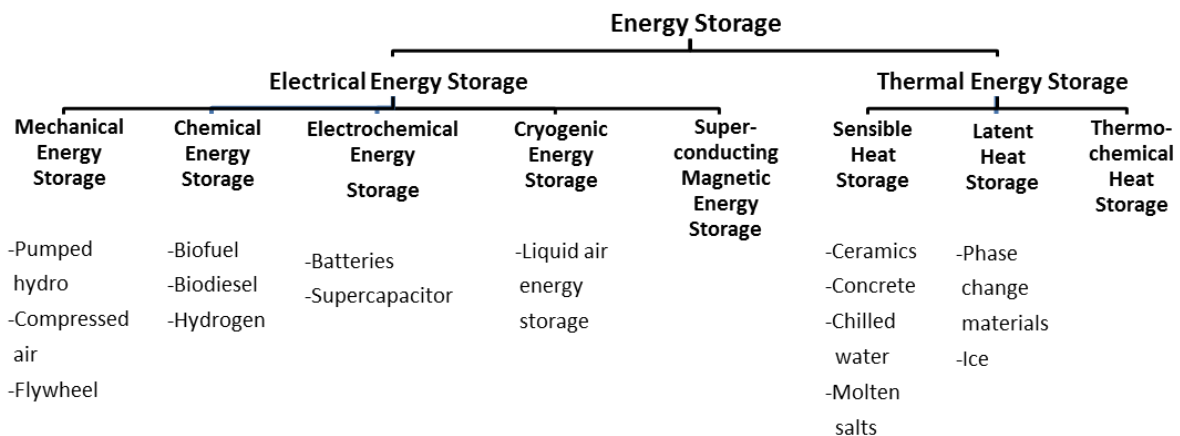 Energy Storage
Electrical Energy Storage
Thermal Energy Storage
Mechanical
Energy
Storage
Chemical
Energy
Storage
Electrochemical
Energy
Storage
Cryogenic
Energy
Storage
Super-
conducting
Magnetic
Energy
Storage
Sensible
Heat
Storage
Latent
Heat
Storage
Thermo-
chemical
Heat
Storage
-Pumped
hydro
-Compressed
air
-Flywheel
-Biofuel
-Biodiesel
-Hydrogen
-Batteries
-Supercapacitor
-Liquid air
energy
storage
-Ceramics
-Concrete
-Chilled
water
-Molten
salts
-Phase
change
materials
-Ice